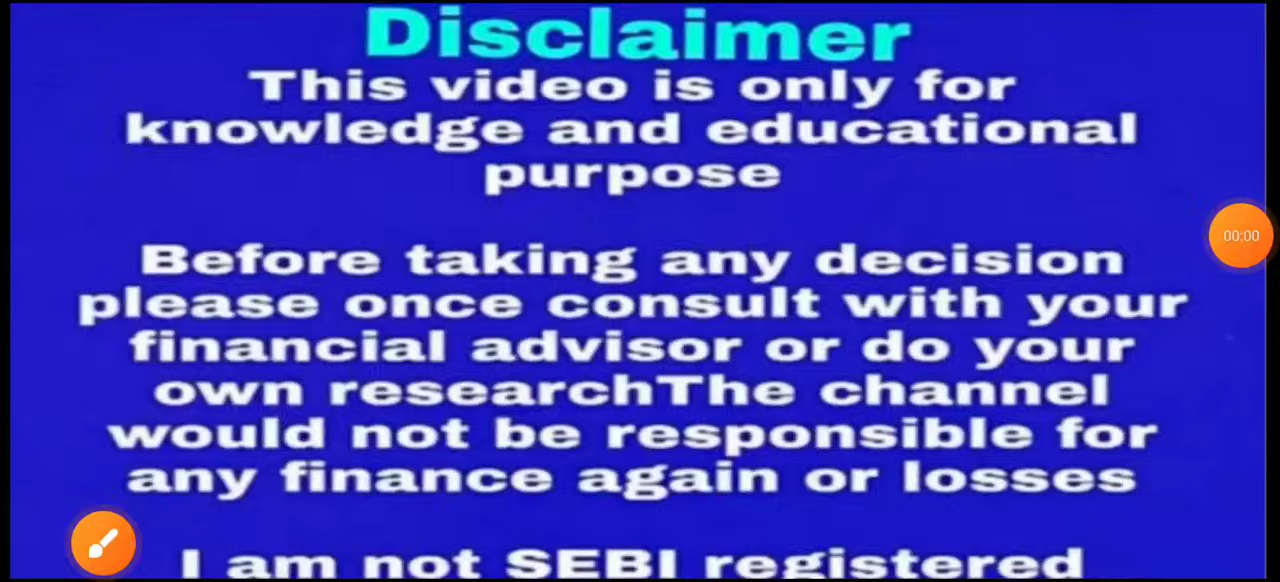 Disclaimer
This video is only for
knowledge and educational
purpose
Before taking any decision
please once consult with your
financial advisor or do your
own researchThe channel
would not be responsible for
any finance again or losses
I am not SEBI registered
00:00